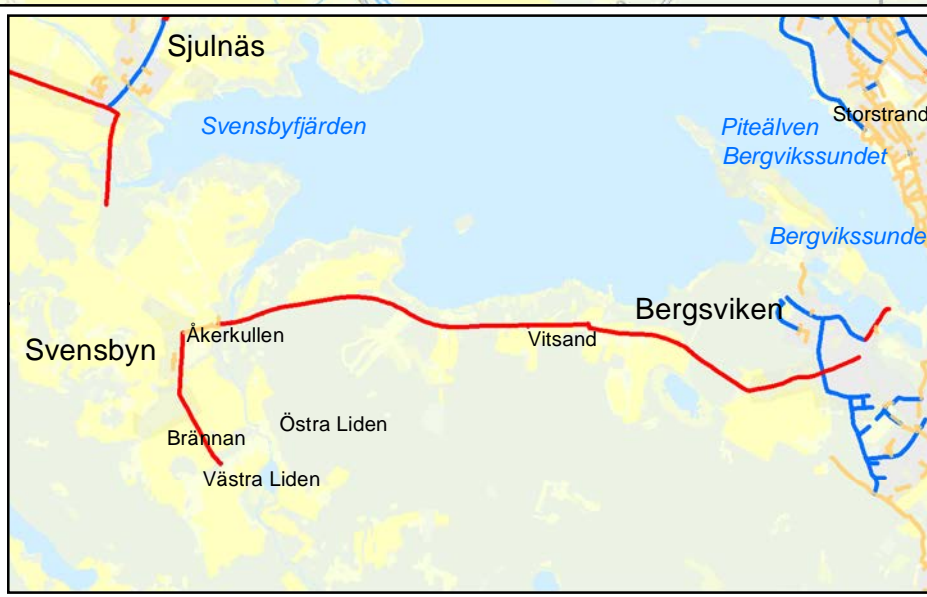 Sjulnäs
Svensbyfjärden
Piteälven
Bergvikssundet
Storstrand
Bergvikssunde
Bergsviken
Åkerkullen
Vitsand
Svensbyn
Östra Liden
Brännan
Västra Liden